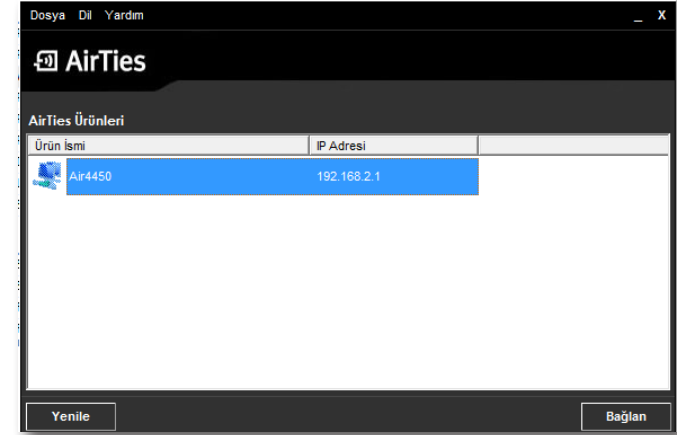 Dosya Dil Yardım _ X
AirTies
AirTies Ürünleri
Ürün İsmi IP Adresi
Air4450 192.168.2.1
Yenile Bağlan